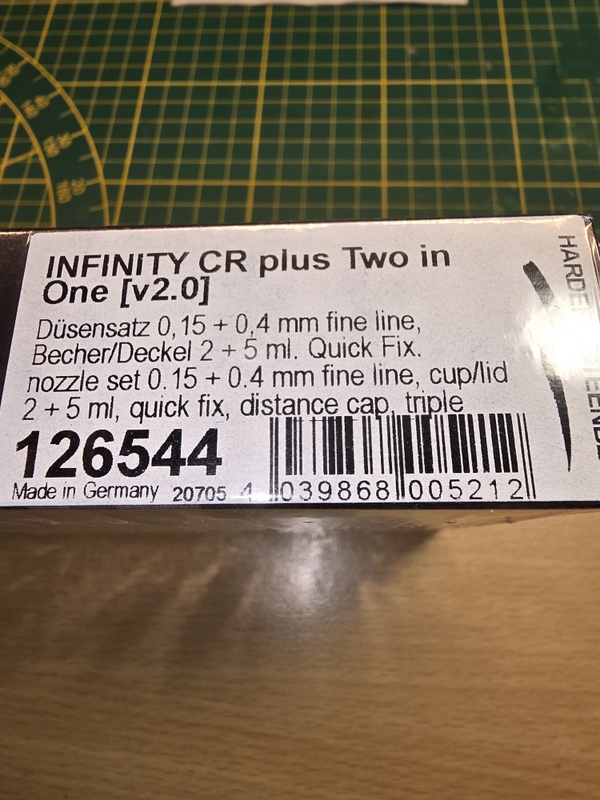 INFINITY CR plus Two in
One [v2.0]
Düsensatz 0,15 + 0,4 mm fine line,
Becher/Deckel 2 + 5 ml. Quick Fix.
nozzle set 0.15 + 0.4 mm fine line, cup/lid
2 + 5 ml, quick fix, distance cap, triple
126544
Made in Germany 20705 4 039868 005212